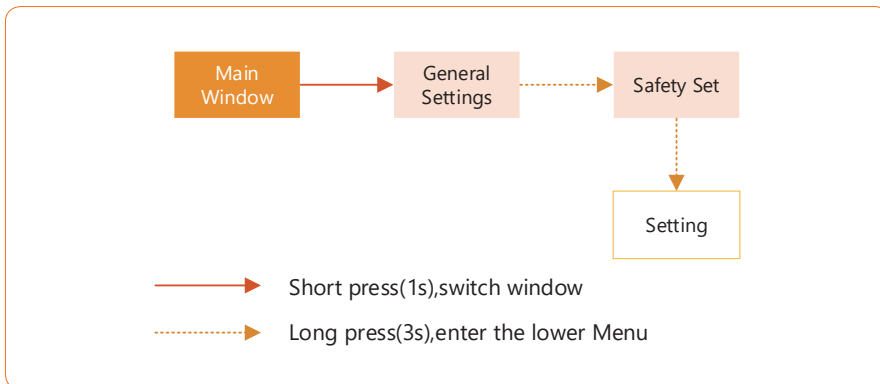 Main
Window
General
Settings
Safety Set
Setting
Short press(1s),switch window
Long press(3s),enter the lower Menu